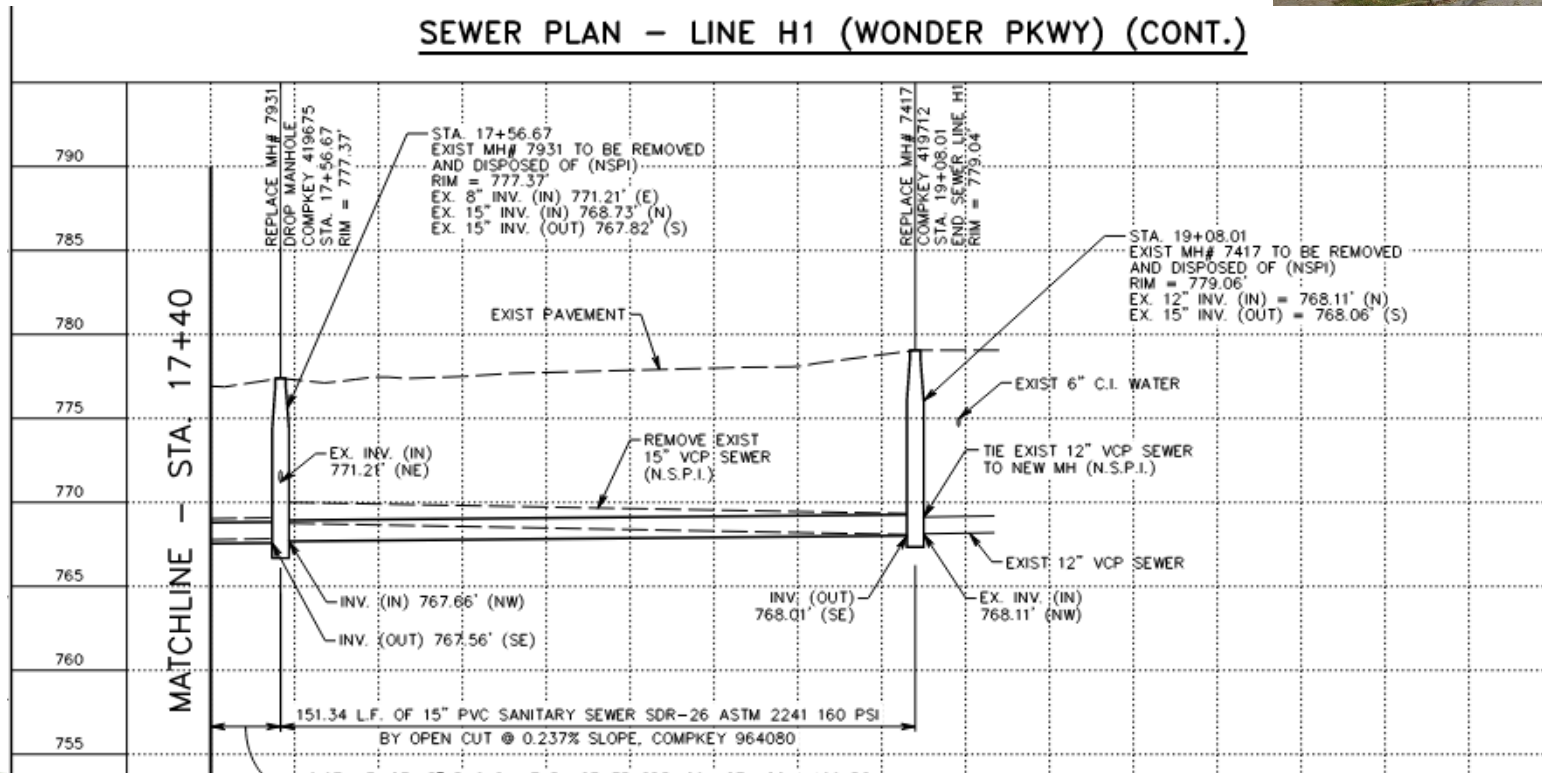 SEWER PLAN - LINE H1 (WONDER PKWY) (CONT.)
790
785
780
775
770
765
760
755
MATCHLINE - STA. 17+40
REPLACE MH# 7931
DROP MANHOLE
COMPKEY 419675
STA. 17+56.67
RIM = 777.37'
STA. 17+56.67
EXIST MH# 7931 TO BE REMOVED
AND DISPOSED OF (NSPI)
RIM = 777.37'
EX. 8" INV. (IN) 771.21' (E)
EX. 15" INV. (IN) 768.73' (N)
EX. 15" INV. (OUT) 767.82' (S)
REPLACE MH# 7417
COMPKEY 419712
STA. 19+08.01
END SEWER LINE H1
RIM = 779.04'
STA. 19+08.01
EXIST MH# 7417 TO BE REMOVED
AND DISPOSED OF (NSPI)
RIM = 779.06'
EX. 12" INV. (IN) = 768.11' (N)
EX. 15" INV. (OUT) = 768.06' (S)
EXIST PAVEMENT
EXIST 6" C.I. WATER
EX. INV. (IN)
771.21' (NE)
REMOVE EXIST
15" VCP SEWER
(N.S.P.I.)
TIE EXIST 12" VCP SEWER
TO NEW MH (N.S.P.I.)
EXIST 12" VCP SEWER
INV. (IN) 767.66' (NW)
INV. (OUT) 767.56' (SE)
INV. (OUT)
768.01' (SE)
EX. INV. (IN)
768.11' (NW)
151.34 L.F. OF 15" PVC SANITARY SEWER SDR-26 ASTM 2241 160 PSI
BY OPEN CUT @ 0.237% SLOPE, COMPKEY 964080